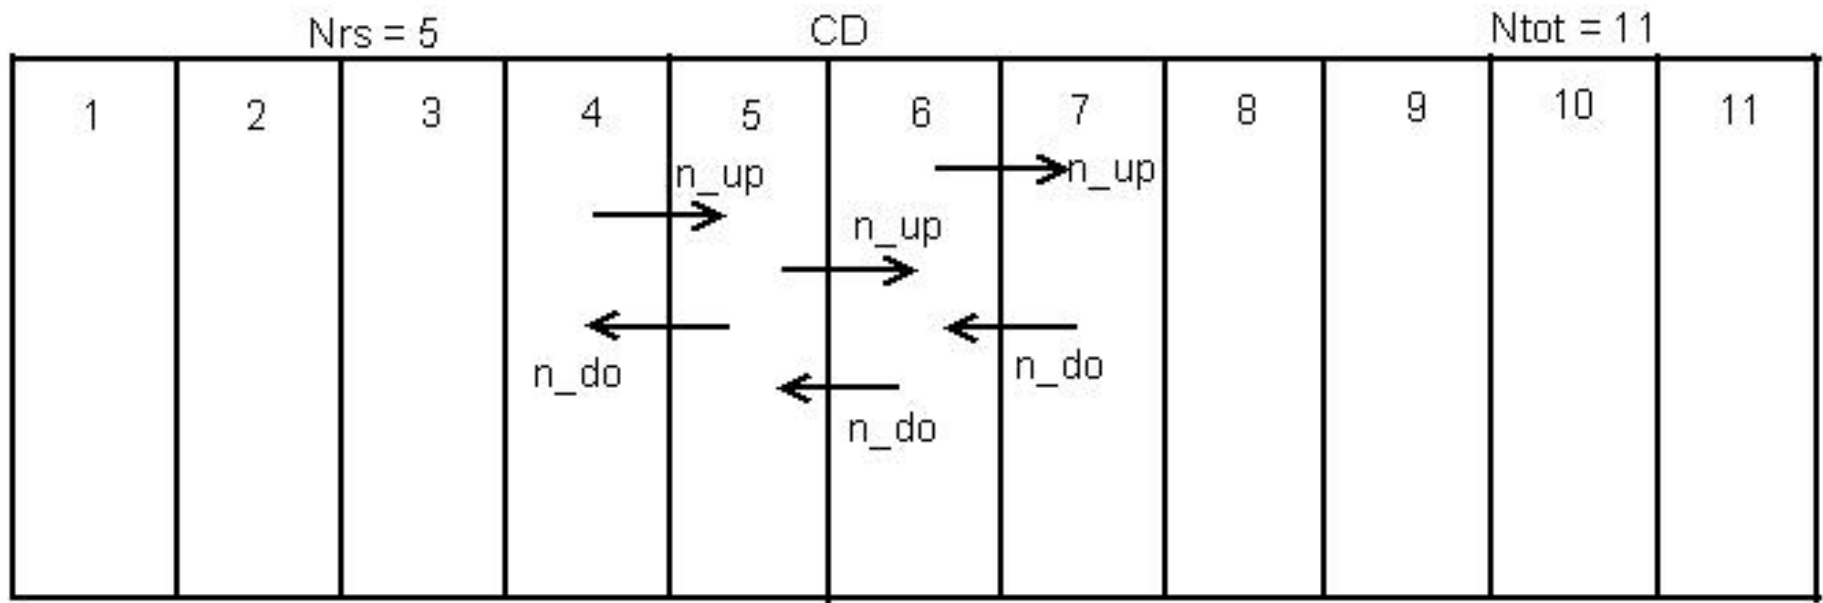 Nrs = 5 CD Ntot = 11
1 2 3 4 5 6 7 8 9 10 11
n_up
n_up
n_up
n_do
n_do
n_do